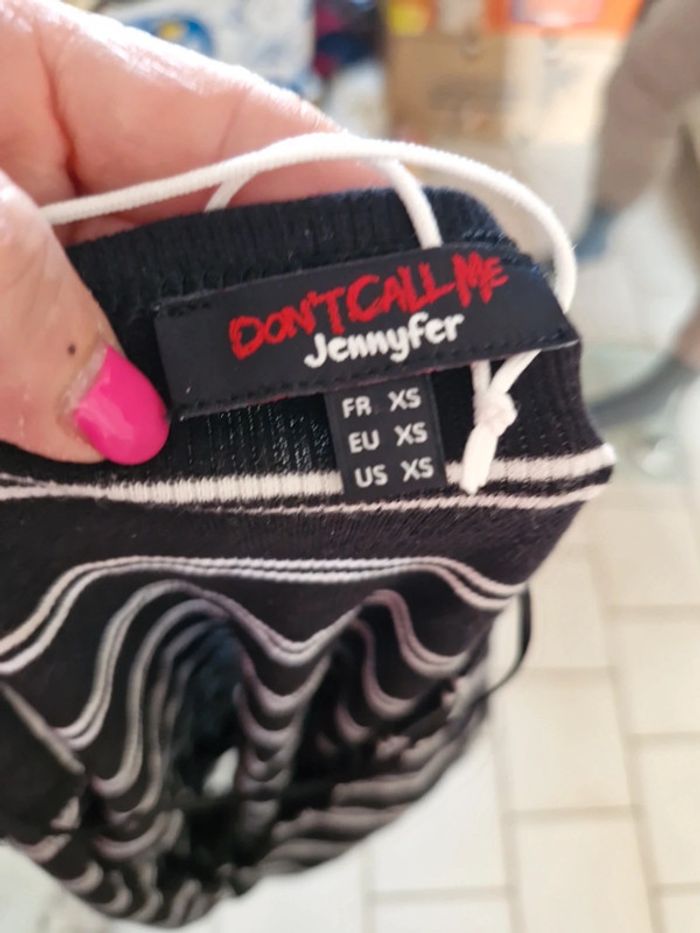 DON'T CALL ME
Jennyfer
FR XS
EU XS
US XS